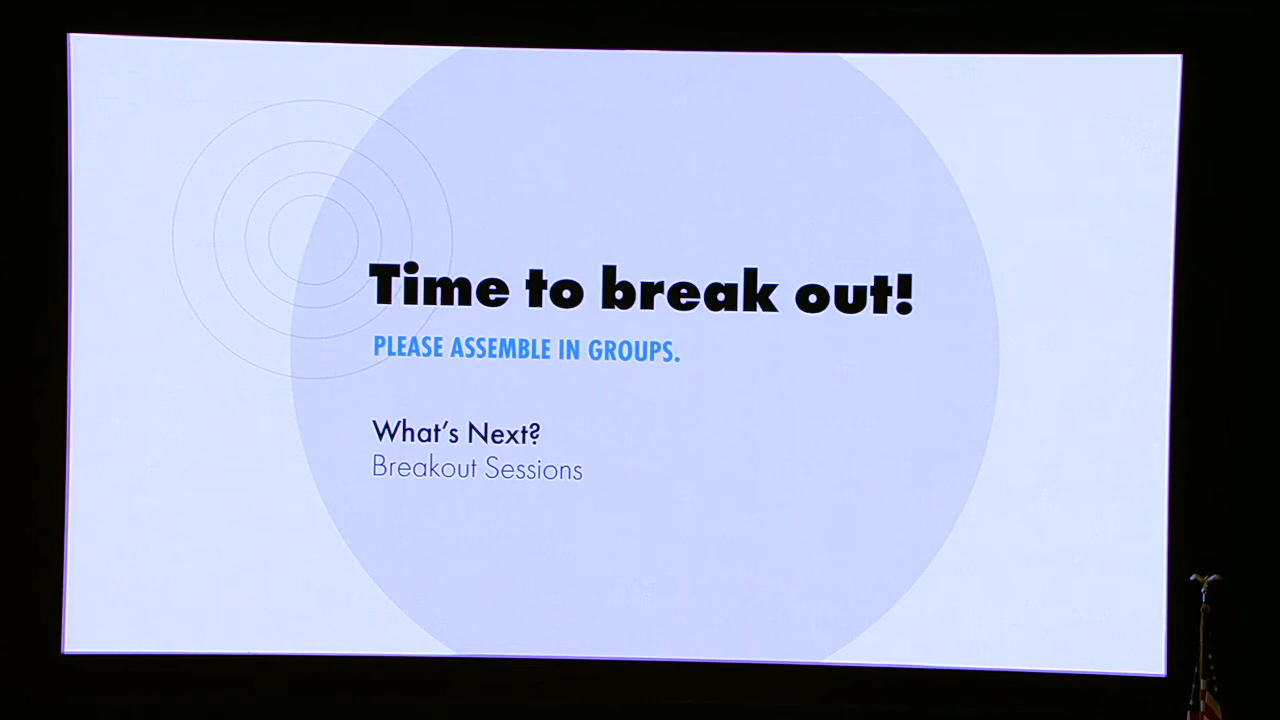 Time to break out!
PLEASE ASSEMBLE IN GROUPS.
What's Next?
Breakout Sessions